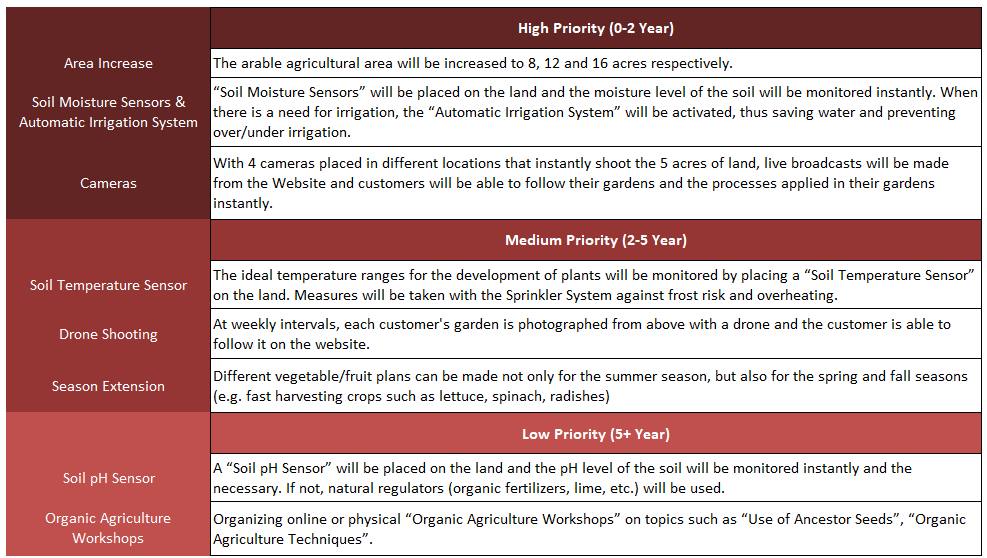 High Priority (0-2 Year)
Area Increase
The arable agricultural area will be increased to 8, 12 and 16 acres respectively.
Soil Moisture Sensors &
Automatic Irrigation System
“Soil Moisture Sensors” will be placed on the land and the moisture level of the soil will be monitored instantly. When
there is a need for irrigation, the “Automatic Irrigation System” will be activated, thus saving water and preventing
over/under irrigation.
Cameras
With 4 cameras placed in different locations that instantly shoot the 5 acres of land, live broadcasts will be made
from the Website and customers will be able to follow their gardens and the processes applied in their gardens
instantly.
Medium Priority (2-5 Year)
Soil Temperature Sensor
The ideal temperature ranges for the development of plants will be monitored by placing a “Soil Temperature Sensor”
on the land. Measures will be taken with the Sprinkler System against frost risk and overheating.
Drone Shooting
At weekly intervals, each customer's garden is photographed from above with a drone and the customer is able to
follow it on the website.
Season Extension
Different vegetable/fruit plans can be made not only for the summer season, but also for the spring and fall seasons
(e.g. fast harvesting crops such as lettuce, spinach, radishes)
Low Priority (5+ Year)
Soil pH Sensor
A “Soil pH Sensor” will be placed on the land and the pH level of the soil will be monitored instantly and the
necessary. If not, natural regulators (organic fertilizers, lime, etc.) will be used.
Organic Agriculture
Workshops
Organizing online or physical “Organic Agriculture Workshops” on topics such as “Use of Ancestor Seeds”, “Organic
Agriculture Techniques”.